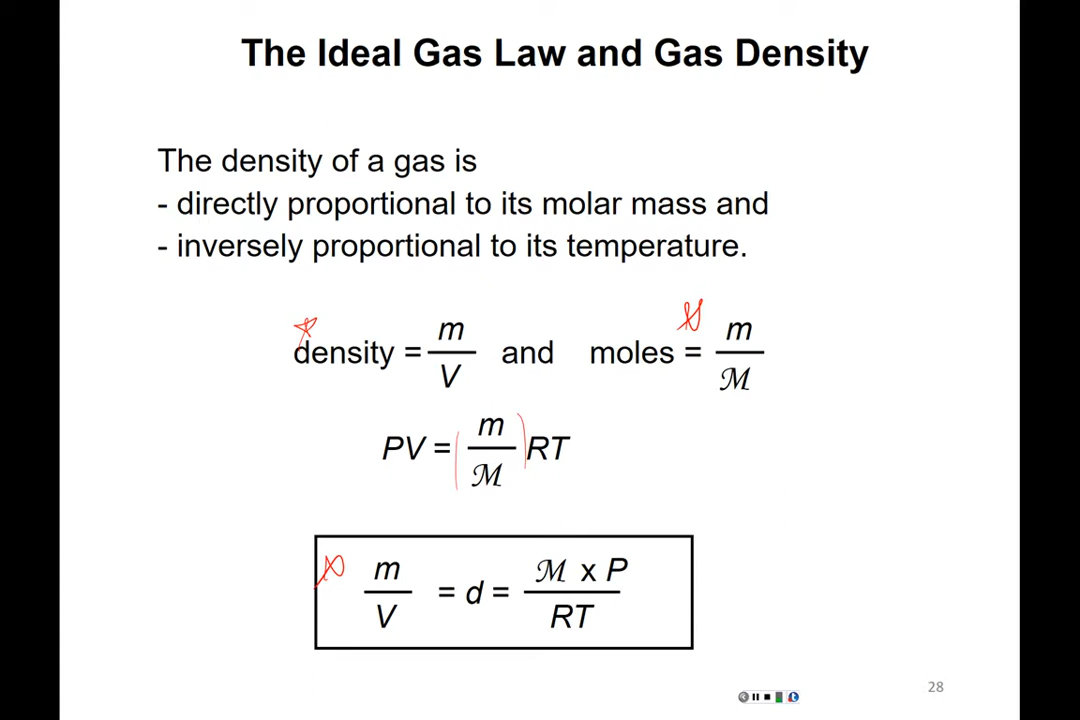 The Ideal Gas Law and Gas Density
The density of a gas is
- directly proportional to its molar mass and
- inversely proportional to its temperature.
density = m/V and moles = m/ℳ
PV = (m/ℳ) RT
m/V = d = ℳ x P/RT
28